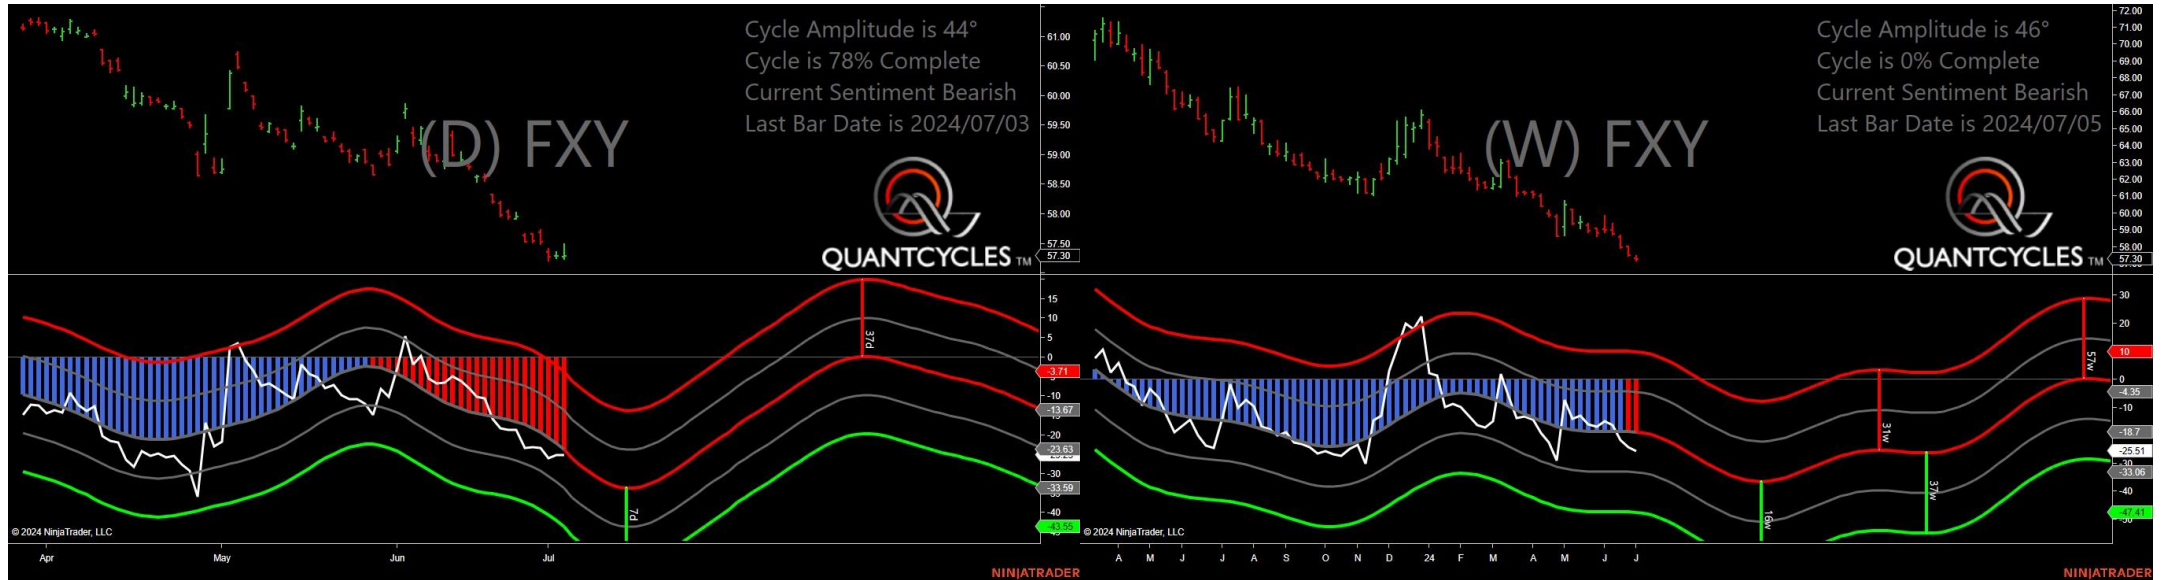 Cycle Amplitude is 44°
Cycle is 78% Complete
Current Sentiment Bearish
Last Bar Date is 2024/07/03
(D) FXY
QUANTCYCLES TM
61.00
60.50
60.00
59.50
59.00
58.50
58.00
57.50
57.30
15
10
5
0
-3.71
-10
-13.67
-20
-23.63
-30
-33.59
-40
-43.55
37d
7d
© 2024 NinjaTrader, LLC
Apr May Jun Jul
NINJATRADER
Cycle Amplitude is 46°
Cycle is 0% Complete
Current Sentiment Bearish
Last Bar Date is 2024/07/05
(W) FXY
QUANTCYCLES TM
72.00
71.00
70.00
69.00
68.00
67.00
66.00
65.00
64.00
63.00
62.00
61.00
60.00
59.00
58.00
57.30
30
20
10
0
-4.35
-10
-18.7
-25.51
-33.06
-40
-47.41
57w
31w
37w
16w
© 2024 NinjaTrader, LLC
A M J J A S O N D 24 F M A M J J
NINJATRADER